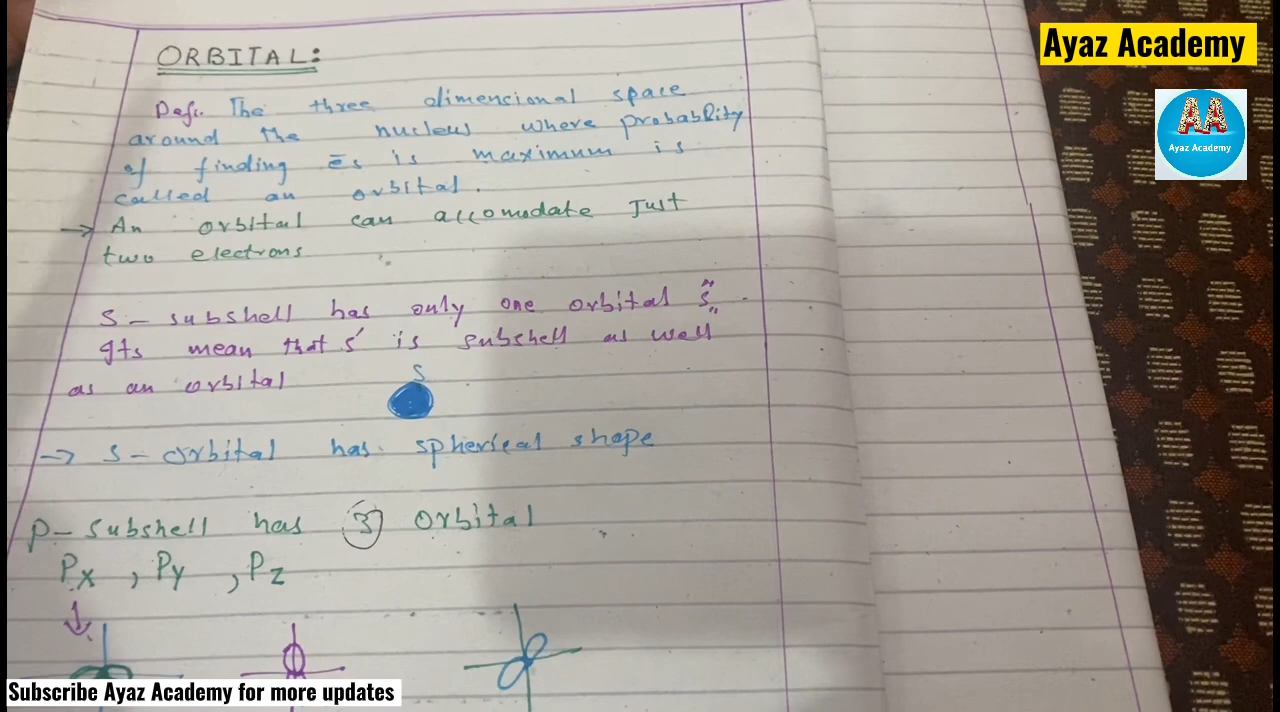 ORBITAL:
Def:. The three dimencional space
around the nucleus where probability
of finding ēs is maximum is
called an orbital.
→ An orbital can accomodate Just
two electrons
S - subshell has only one orbital "s".
Its mean that s' is subshell as well
as an orbital
S
→ S - orbital has spherical shape
P - Subshell has 3 orbital
Px , Py , Pz
Ayaz Academy
AA
Ayaz Academy
Subscribe Ayaz Academy for more updates